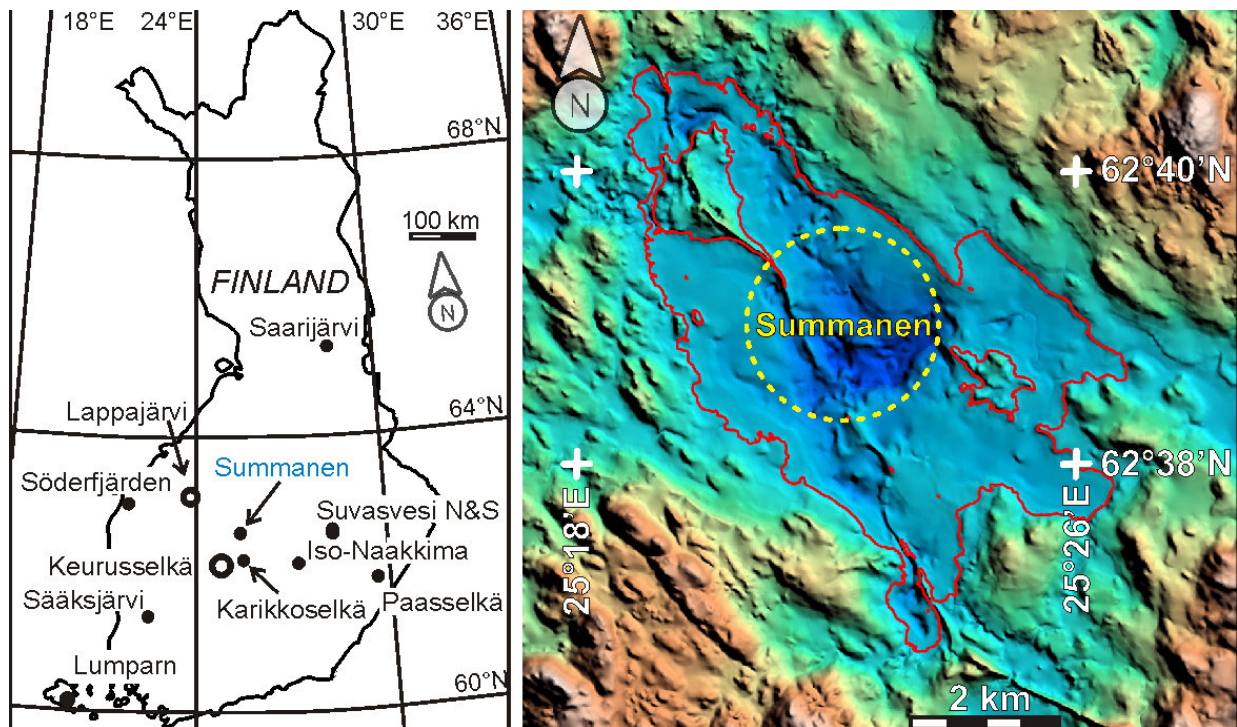 18°E 24°E 30°E 36°E
68°N
100 km
N
FINLAND
Saarijärvi
64°N
Lappajärvi
Summanen
Söderfjärden
Suvasvesi N&S
Iso-Naakkima
Keurusselkä
Karikkoselkä
Paasselkä
Sääksjärvi
Lumparn
60°N
N
62°40'N
Summanen
62°38'N
25°18'E
25°26'E
2 km